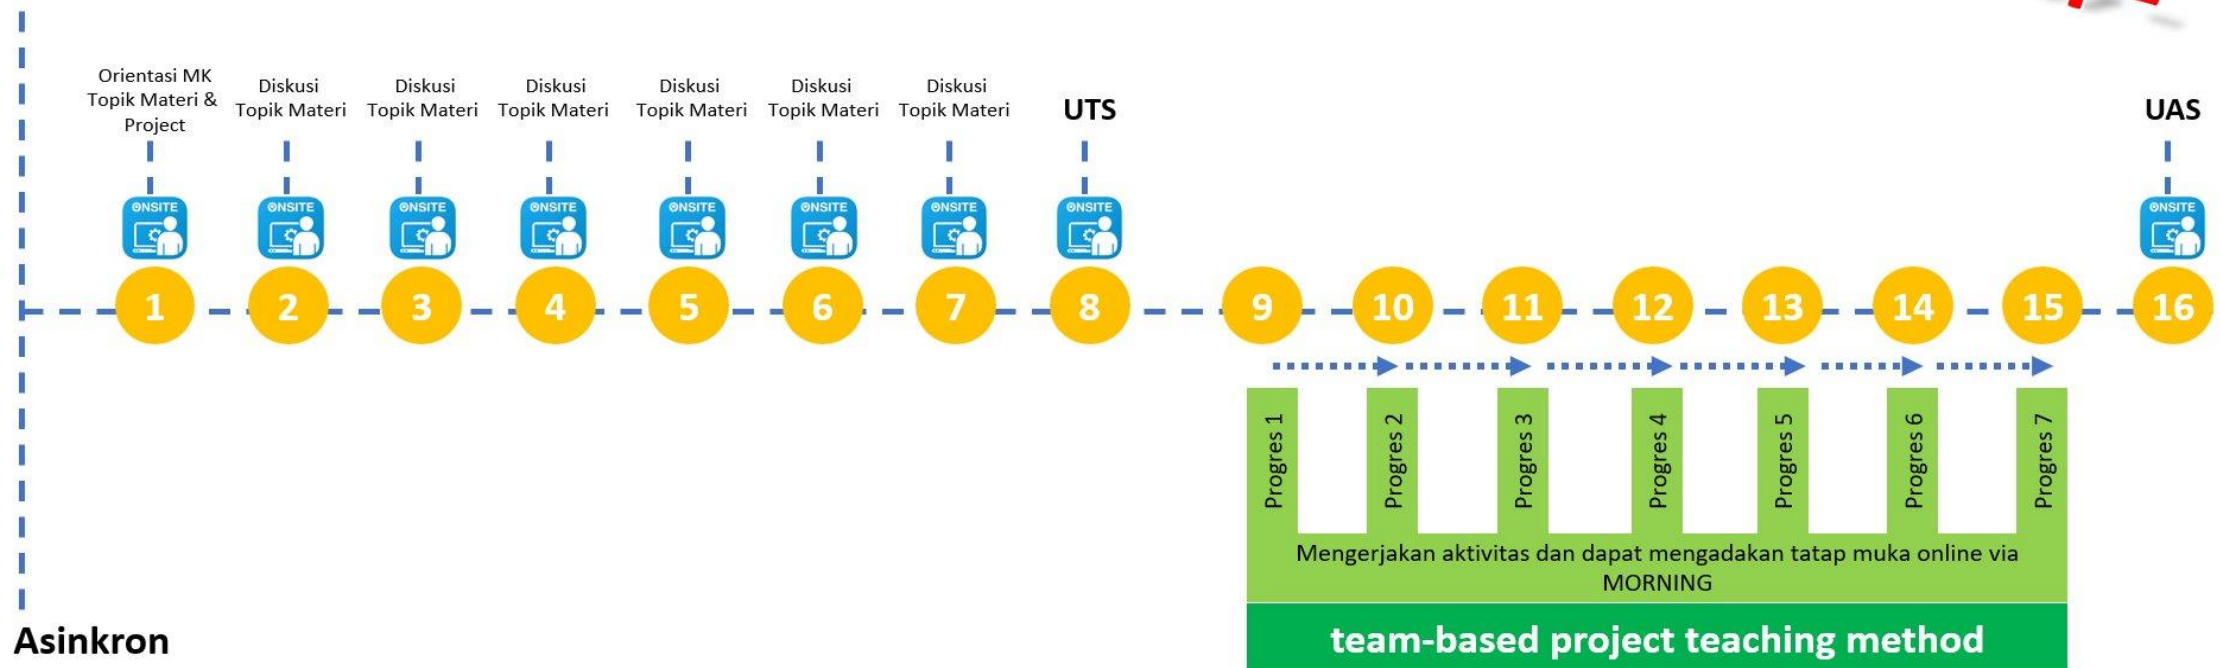 Orientasi MK
Topik Materi &
Project
Diskusi
Topik Materi
Diskusi
Topik Materi
Diskusi
Topik Materi
Diskusi
Topik Materi
Diskusi
Topik Materi
Diskusi
Topik Materi
UTS
UAS
ONSITE
ONSITE
ONSITE
ONSITE
ONSITE
ONSITE
ONSITE
ONSITE
ONSITE
1
2
3
4
5
6
7
8
9
10
11
12
13
14
15
16
Progres 1
Progres 2
Progres 3
Progres 4
Progres 5
Progres 6
Progres 7
Mengerjakan aktivitas dan dapat mengadakan tatap muka online via
MORNING
team-based project teaching method
Asinkron